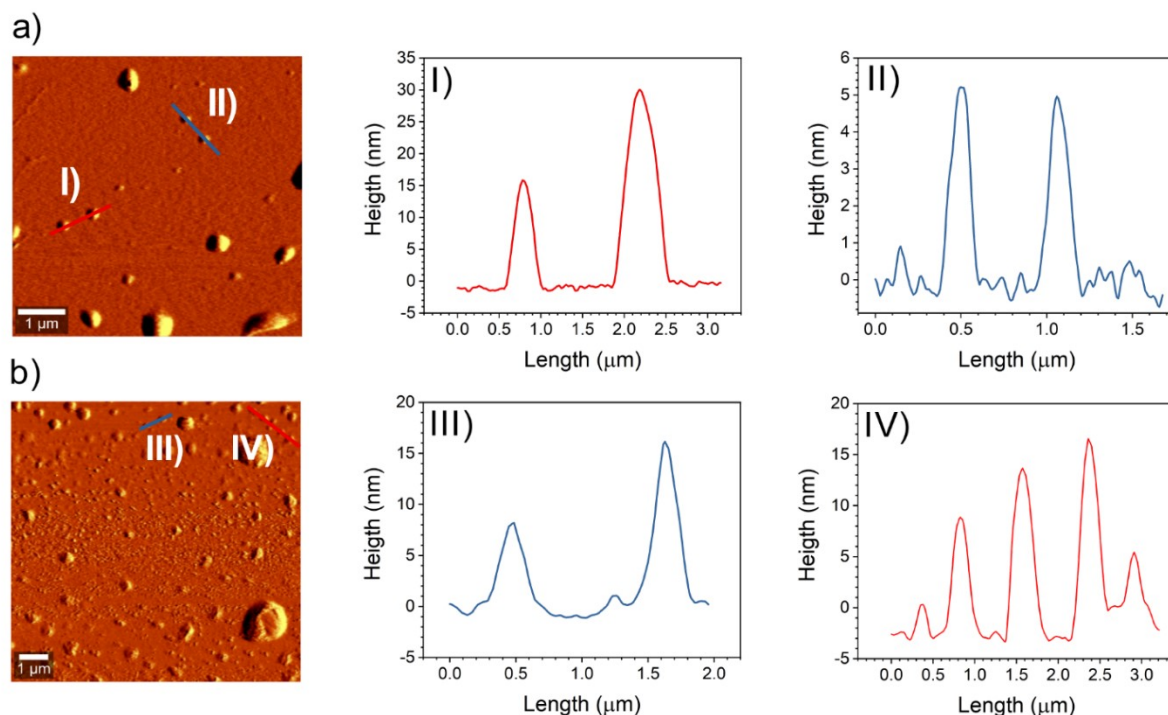 a)
II)
I)
1 µm
I)
35
30
25
20
15
10
5
0
-5
Heigth (nm)
0.0 0.5 1.0 1.5 2.0 2.5 3.0
Length (µm)
II)
6
5
4
3
2
1
0
-1
Heigth (nm)
0.0 0.5 1.0 1.5
Length (µm)
b)
III)
IV)
1 µm
III)
20
15
10
5
0
-5
Heigth (nm)
0.0 0.5 1.0 1.5 2.0
Length (µm)
IV)
20
15
10
5
0
-5
Heigth (nm)
0.0 0.5 1.0 1.5 2.0 2.5 3.0
Length (µm)